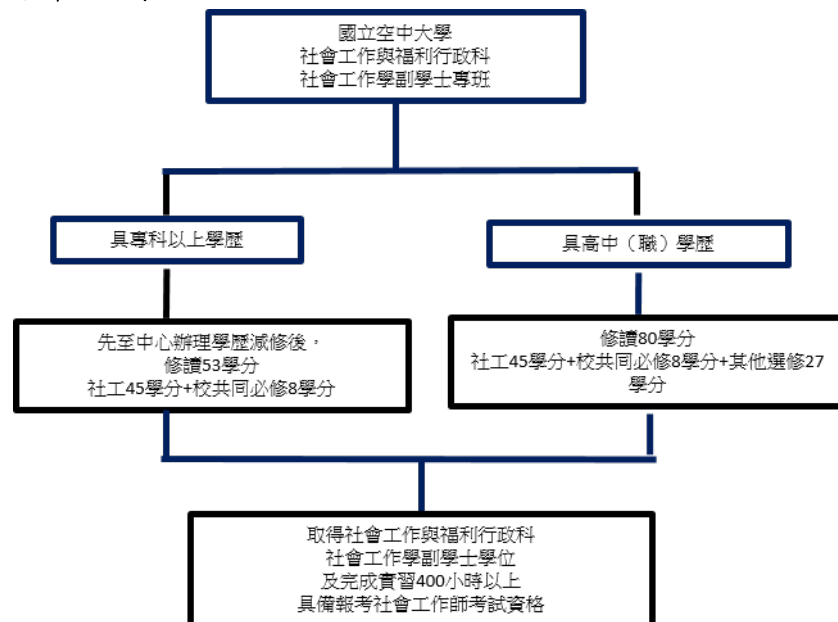 國立空中大學
社會工作與福利行政科
社會工作學副學士專班
具專科以上學歷
具高中（職）學歷
先至中心辦理學歷減修後，
修讀53學分
社工45學分+校共同必修8學分
修讀80學分
社工45學分+校共同必修8學分+其他選修27
學分
取得社會工作與福利行政科
社會工作學副學士學位
及完成實習400小時以上
具備報考社會工作師考試資格